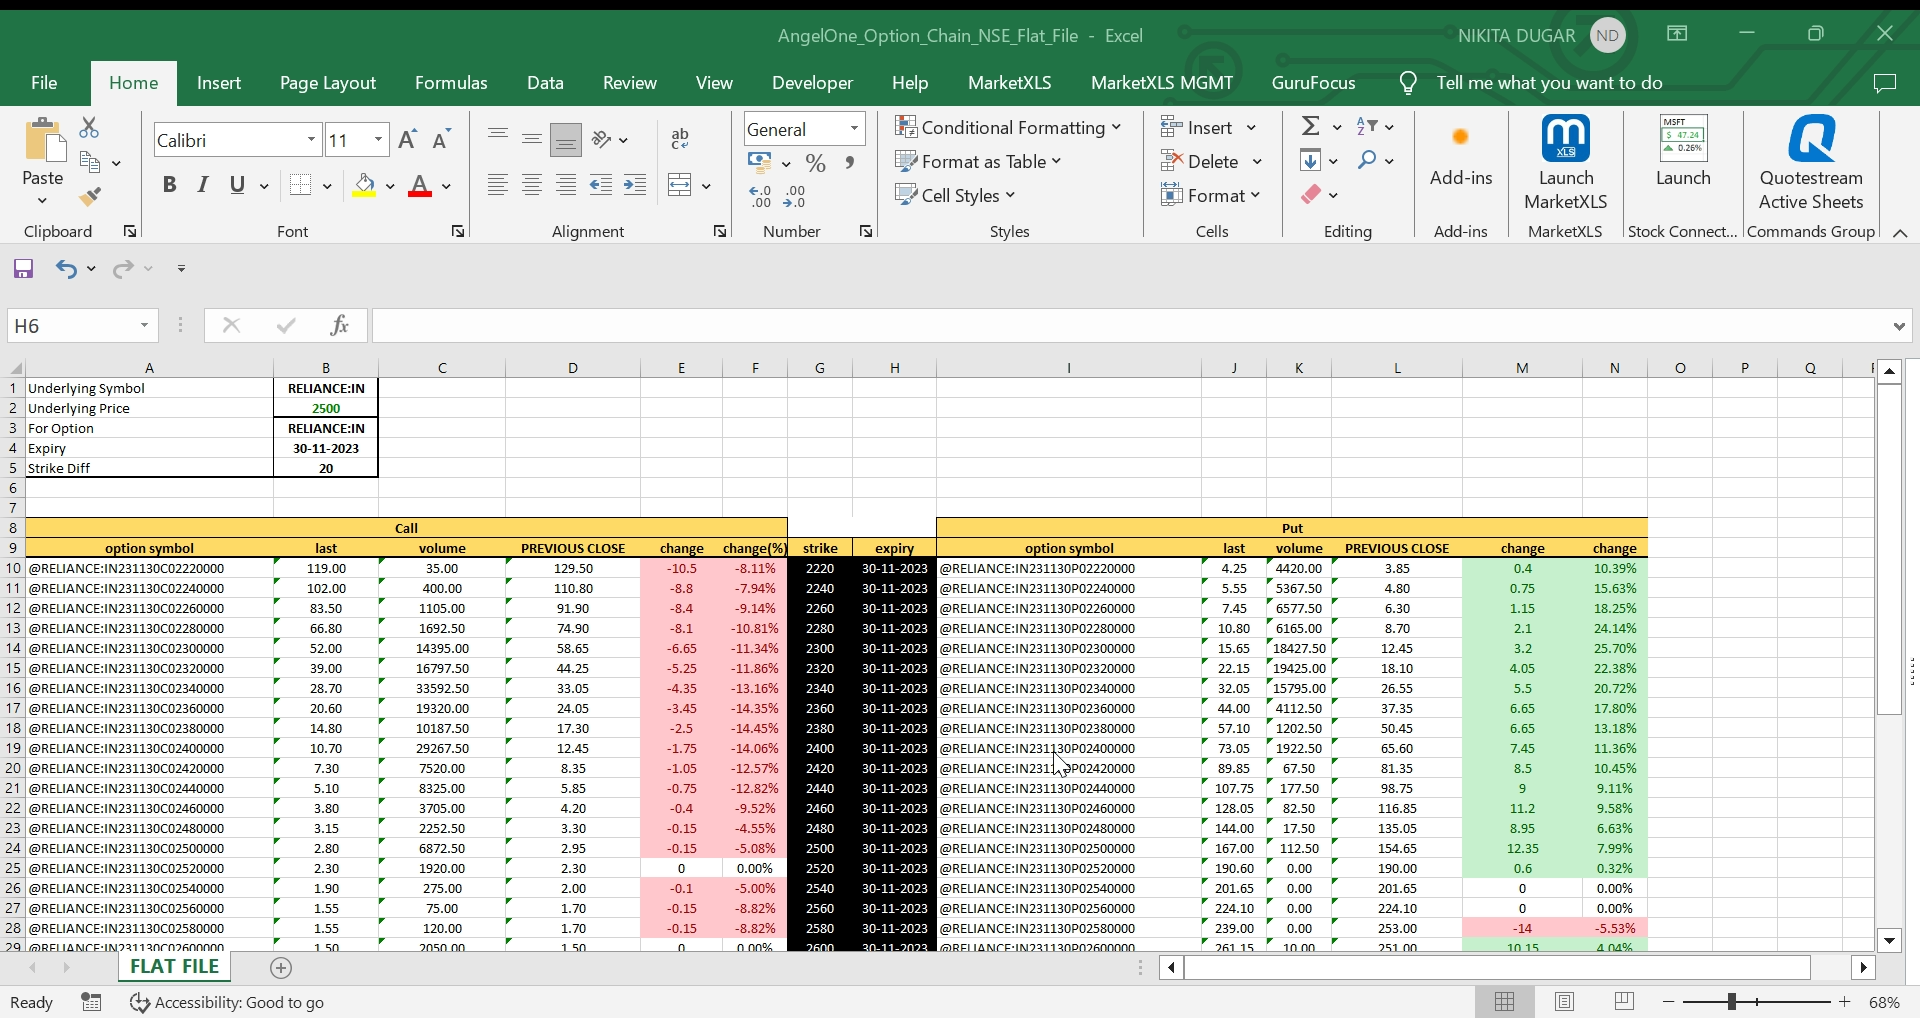 AngelOne_Option_Chain_NSE_Flat_File - Excel
NIKITA DUGAR ND
File Home Insert Page Layout Formulas Data Review View Developer Help MarketXLS MarketXLS MGMT GuruFocus Tell me what you want to do
Paste
Clipboard
Calibri 11
B I U
Font
ab
Alignment
General
% 
Number
Conditional Formatting
Format as Table
Cell Styles
Styles
Insert
Delete
Format
Cells
Editing
Add-ins
Add-ins
Launch
MarketXLS
MarketXLS
MSFT
$ 47.24
0.26%
Launch
Stock Connect...
Quotestream
Active Sheets
Commands Group
H6 fx
A B C D E F G H I J K L M N O P Q
1 Underlying Symbol RELIANCE:IN
2 Underlying Price 2500
3 For Option RELIANCE:IN
4 Expiry 30-11-2023
5 Strike Diff 20
6
7
8 Call Put
9 option symbol last volume PREVIOUS CLOSE change change(%) strike expiry option symbol last volume PREVIOUS CLOSE change change
10 @RELIANCE:IN231130C02220000 119.00 35.00 129.50 -10.5 -8.11% 2220 30-11-2023 @RELIANCE:IN231130P02220000 4.25 4420.00 3.85 0.4 10.39%
11 @RELIANCE:IN231130C02240000 102.00 400.00 110.80 -8.8 -7.94% 2240 30-11-2023 @RELIANCE:IN231130P02240000 5.55 5367.50 4.80 0.75 15.63%
12 @RELIANCE:IN231130C02260000 83.50 1105.00 91.90 -8.4 -9.14% 2260 30-11-2023 @RELIANCE:IN231130P02260000 7.45 6577.50 6.30 1.15 18.25%
13 @RELIANCE:IN231130C02280000 66.80 1692.50 74.90 -8.1 -10.81% 2280 30-11-2023 @RELIANCE:IN231130P02280000 10.80 6165.00 8.70 2.1 24.14%
14 @RELIANCE:IN231130C02300000 52.00 14395.00 58.65 -6.65 -11.34% 2300 30-11-2023 @RELIANCE:IN231130P02300000 15.65 18427.50 12.45 3.2 25.70%
15 @RELIANCE:IN231130C02320000 39.00 16797.50 44.25 -5.25 -11.86% 2320 30-11-2023 @RELIANCE:IN231130P02320000 22.15 19425.00 18.10 4.05 22.38%
16 @RELIANCE:IN231130C02340000 28.70 33592.50 33.05 -4.35 -13.16% 2340 30-11-2023 @RELIANCE:IN231130P02340000 32.05 15795.00 26.55 5.5 20.72%
17 @RELIANCE:IN231130C02360000 20.60 19320.00 24.05 -3.45 -14.35% 2360 30-11-2023 @RELIANCE:IN231130P02360000 44.00 4112.50 37.35 6.65 17.80%
18 @RELIANCE:IN231130C02380000 14.80 10187.50 17.30 -2.5 -14.45% 2380 30-11-2023 @RELIANCE:IN231130P02380000 57.10 1202.50 50.45 6.65 13.18%
19 @RELIANCE:IN231130C02400000 10.70 29267.50 12.45 -1.75 -14.06% 2400 30-11-2023 @RELIANCE:IN231130P02400000 73.05 1922.50 65.60 7.45 11.36%
20 @RELIANCE:IN231130C02420000 7.30 7520.00 8.35 -1.05 -12.57% 2420 30-11-2023 @RELIANCE:IN231130P02420000 89.85 67.50 81.35 8.5 10.45%
21 @RELIANCE:IN231130C02440000 5.10 8325.00 5.85 -0.75 -12.82% 2440 30-11-2023 @RELIANCE:IN231130P02440000 107.75 177.50 98.75 9 9.11%
22 @RELIANCE:IN231130C02460000 3.80 3705.00 4.20 -0.4 -9.52% 2460 30-11-2023 @RELIANCE:IN231130P02460000 128.05 82.50 116.85 11.2 9.58%
23 @RELIANCE:IN231130C02480000 3.15 2252.50 3.30 -0.15 -4.55% 2480 30-11-2023 @RELIANCE:IN231130P02480000 144.00 17.50 135.05 8.95 6.63%
24 @RELIANCE:IN231130C02500000 2.80 6872.50 2.95 -0.15 -5.08% 2500 30-11-2023 @RELIANCE:IN231130P02500000 167.00 112.50 154.65 12.35 7.99%
25 @RELIANCE:IN231130C02520000 2.30 1920.00 2.30 0 0.00% 2520 30-11-2023 @RELIANCE:IN231130P02520000 190.60 0.00 190.00 0.6 0.32%
26 @RELIANCE:IN231130C02540000 1.90 275.00 2.00 -0.1 -5.00% 2540 30-11-2023 @RELIANCE:IN231130P02540000 201.65 0.00 201.65 0 0.00%
27 @RELIANCE:IN231130C02560000 1.55 75.00 1.70 -0.15 -8.82% 2560 30-11-2023 @RELIANCE:IN231130P02560000 224.10 0.00 224.10 0 0.00%
28 @RELIANCE:IN231130C02580000 1.55 120.00 1.70 -0.15 -8.82% 2580 30-11-2023 @RELIANCE:IN231130P02580000 239.00 0.00 253.00 -14 -5.53%
29 @RELIANCE:IN231130C02600000 1.50 2050.00 1.50 0 0.00% 2600 30-11-2023 @RELIANCE:IN231130P02600000 261.15 10.00 251.00 10.15 4.04%
FLAT FILE
Ready Accessibility: Good to go 68%